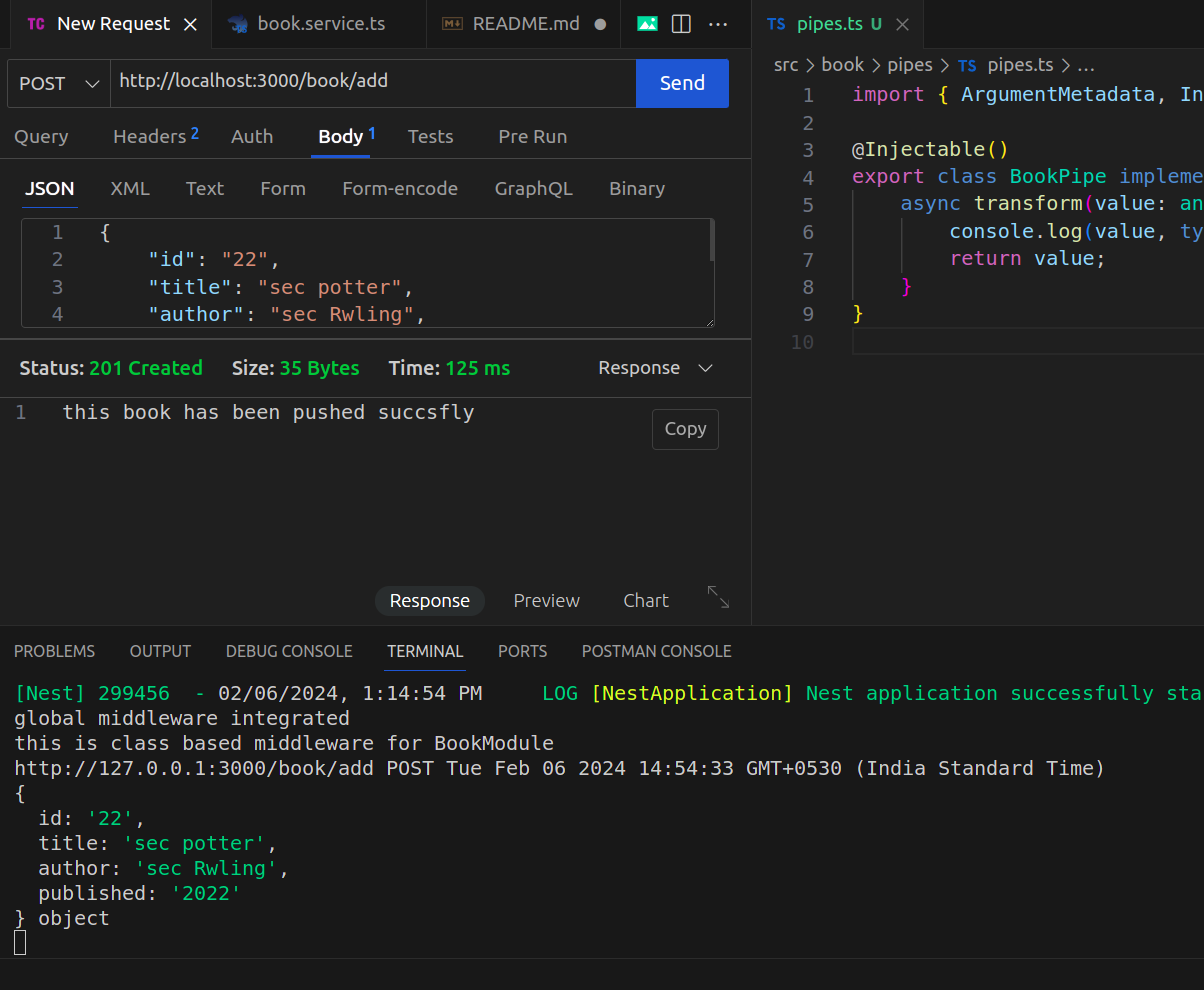 TC New Request
book.service.ts
M↓ README.md
TS pipes.ts U
POST http://localhost:3000/book/add Send
Query Headers 2 Auth Body 1 Tests Pre Run
JSON XML Text Form Form-encode GraphQL Binary
1 {
2 "id": "22",
3 "title": "sec potter",
4 "author": "sec Rwling",
Status: 201 Created Size: 35 Bytes Time: 125 ms Response
1 this book has been pushed succsfly
Copy
Response Preview Chart
src > book > pipes > TS pipes.ts > ...
1 import { ArgumentMetadata, In
2
3 @Injectable()
4 export class BookPipe impleme
5 async transform(value: an
6 console.log(value, ty
7 return value;
8 }
9 }
10
PROBLEMS OUTPUT DEBUG CONSOLE TERMINAL PORTS POSTMAN CONSOLE
[Nest] 299456 - 02/06/2024, 1:14:54 PM LOG [NestApplication] Nest application successfully sta
global middleware integrated
this is class based middleware for BookModule
http://127.0.0.1:3000/book/add POST Tue Feb 06 2024 14:54:33 GMT+0530 (India Standard Time)
{
id: '22',
title: 'sec potter',
author: 'sec Rwling',
published: '2022'
} object